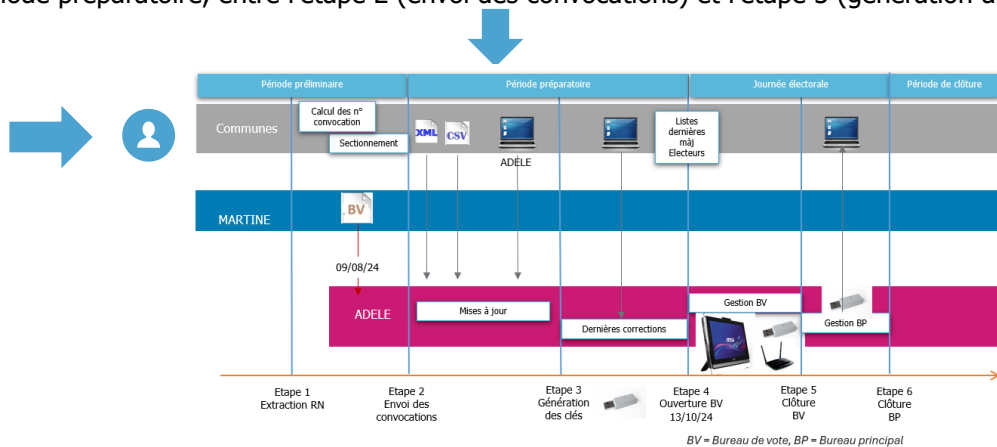 iode préparatoire, entre l'étape 2 (envoi des convocations) et l'étape 3 (génération d
Période préliminaire
Période préparatoire
Journée électorale
Période de clôture
Communes
Calcul des n°
convocation
Sectionnement
XML
CSV
ADELE
Listes
dernières
màj
Electeurs
MARTINE
BV
09/08/24
ADELE
Mises à jour
Dernières corrections
Gestion BV
msi
Gestion BP
Etape 1
Extraction RN
Etape 2
Envoi des
convocations
Etape 3
Génération
des clés
Etape 4
Ouverture BV
13/10/24
Etape 5
Clôture
BV
Etape 6
Clôture
BP
BV = Bureau de vote, BP = Bureau principal